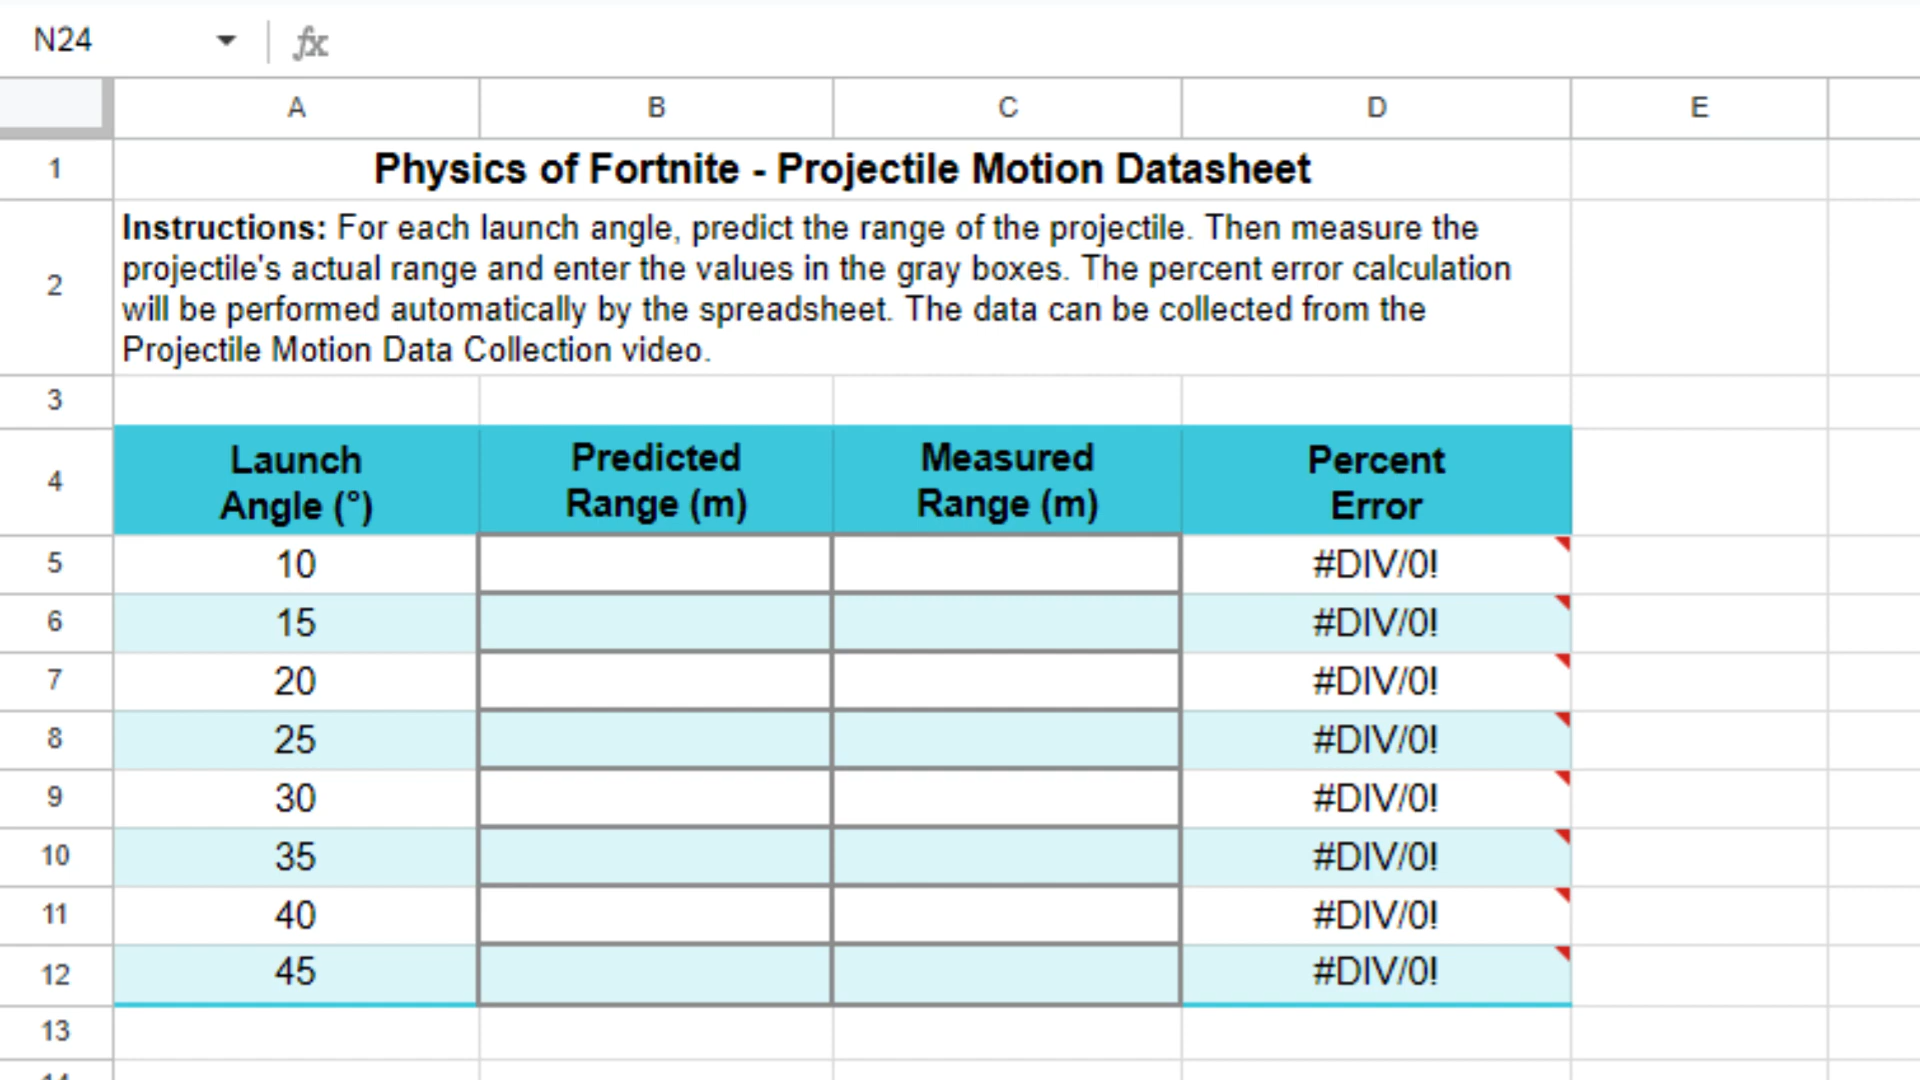 N24 fx
A B C D E
1 Physics of Fortnite - Projectile Motion Datasheet
Instructions: For each launch angle, predict the range of the projectile. Then measure the
2 projectile's actual range and enter the values in the gray boxes. The percent error calculation
will be performed automatically by the spreadsheet. The data can be collected from the
Projectile Motion Data Collection video.
3
4 Launch Angle (°) Predicted Range (m) Measured Range (m) Percent Error
5 10 #DIV/0!
6 15 #DIV/0!
7 20 #DIV/0!
8 25 #DIV/0!
9 30 #DIV/0!
10 35 #DIV/0!
11 40 #DIV/0!
12 45 #DIV/0!
13